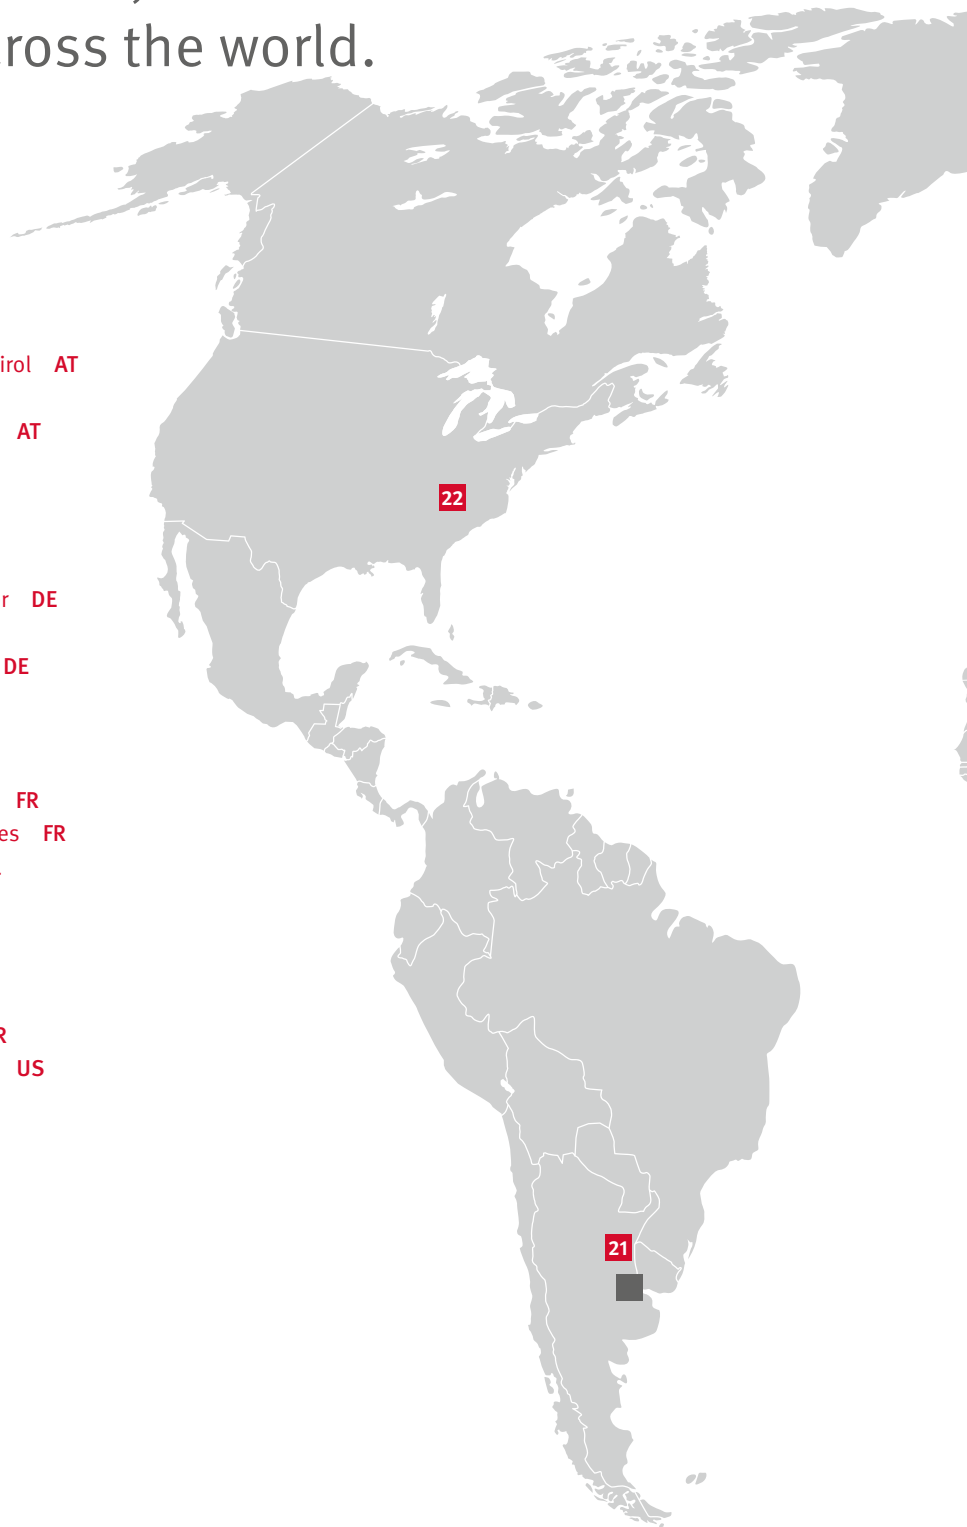 ross the world.
irol AT
AT
22
r DE
DE
FR
es FR
R
US
21